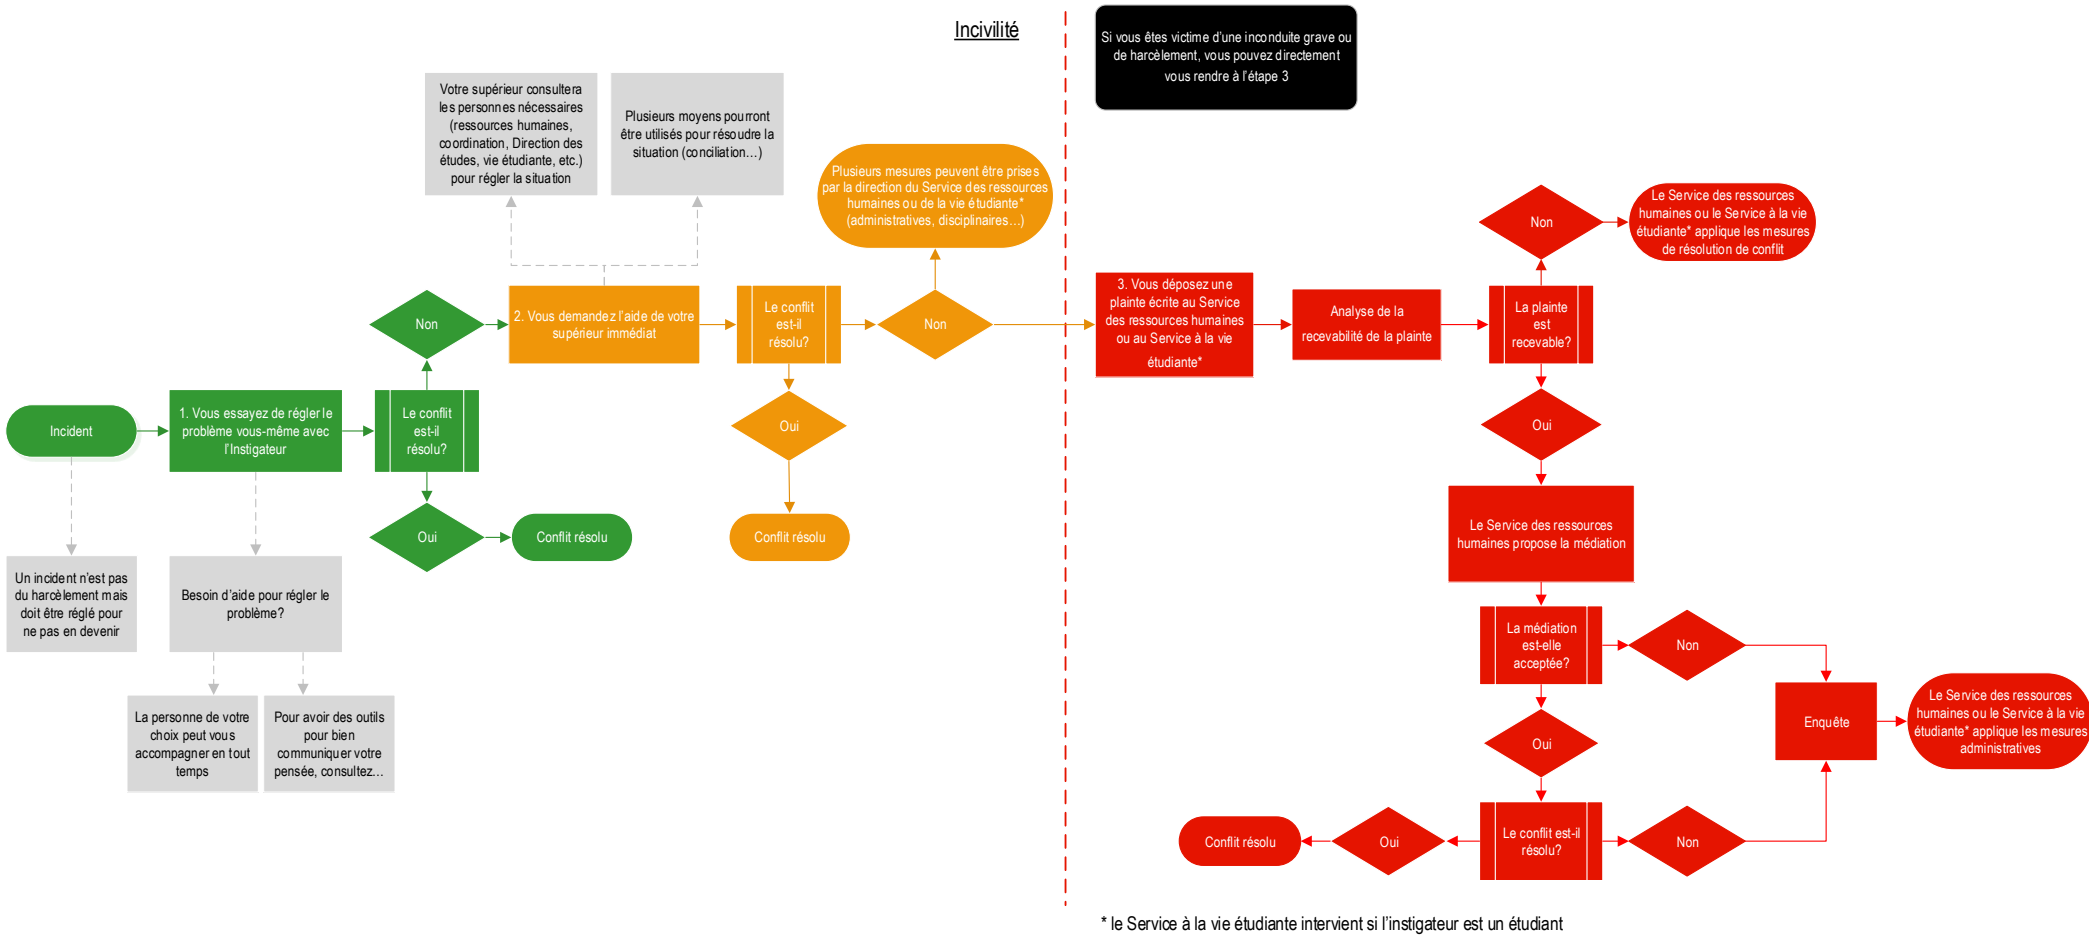 Incivilité
Si vous êtes victime d'une inconduite grave ou
de harcèlement, vous pouvez directement
vous rendre à l'étape 3
Votre supérieur consultera
les personnes nécessaires
(ressources humaines,
coordination, Direction des
études, vie étudiante, etc.)
pour régler la situation
Plusieurs moyens pourront
être utilisés pour résoudre la
situation (conciliation…)
Plusieurs mesures peuvent être prises
par la direction du Service des ressources
humaines ou de la vie étudiante*
(administratives, disciplinaires…)
Incident
1. Vous essayez de régler le
problème vous-même avec
l'Instigateur
Le conflit
est-il
résolu?
Non
Oui
Conflit résolu
Un incident n'est pas
du harcèlement mais
doit être réglé pour
ne pas en devenir
Besoin d'aide pour régler le
problème?
La personne de votre
choix peut vous
accompagner en tout
temps
Pour avoir des outils
pour bien
communiquer votre
pensée, consultez…
2. Vous demandez l'aide de votre
supérieur immédiat
Le conflit
est-il
résolu?
Non
Oui
Conflit résolu
3. Vous déposez une
plainte écrite au Service
des ressources humaines
ou au Service à la vie
étudiante*
Analyse de la
recevabilité de la plainte
La plainte
est
recevable?
Non
Le Service des ressources
humaines ou le Service à la vie
étudiante* applique les mesures
de résolution de conflit
Oui
Le Service des ressources
humaines propose la médiation
La médiation
est-elle
acceptée?
Non
Oui
Enquête
Le Service des ressources
humaines ou le Service à la vie
étudiante* applique les mesures
administratives
Le conflit est-il
résolu?
Non
Oui
Conflit résolu
* le Service à la vie étudiante intervient si l'instigateur est un étudiant